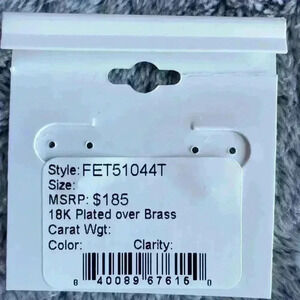 Style: FET51044T
Size:
MSRP: $185
18K Plated over Brass
Carat Wgt:
Color: Clarity:
8 40089 67615 0